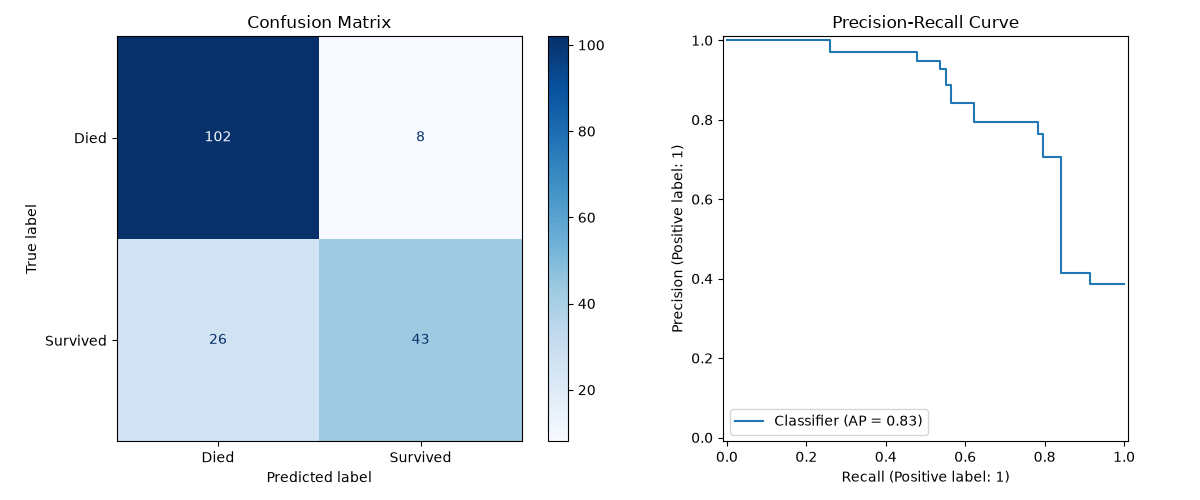 Confusion Matrix
Died
Survived
True label
102
8
26
43
Died
Survived
Predicted label
100
80
60
40
20
Precision-Recall Curve
1.0
0.8
0.6
0.4
0.2
0.0
Precision (Positive label: 1)
Classifier (AP = 0.83)
0.0
0.2
0.4
0.6
0.8
1.0
Recall (Positive label: 1)